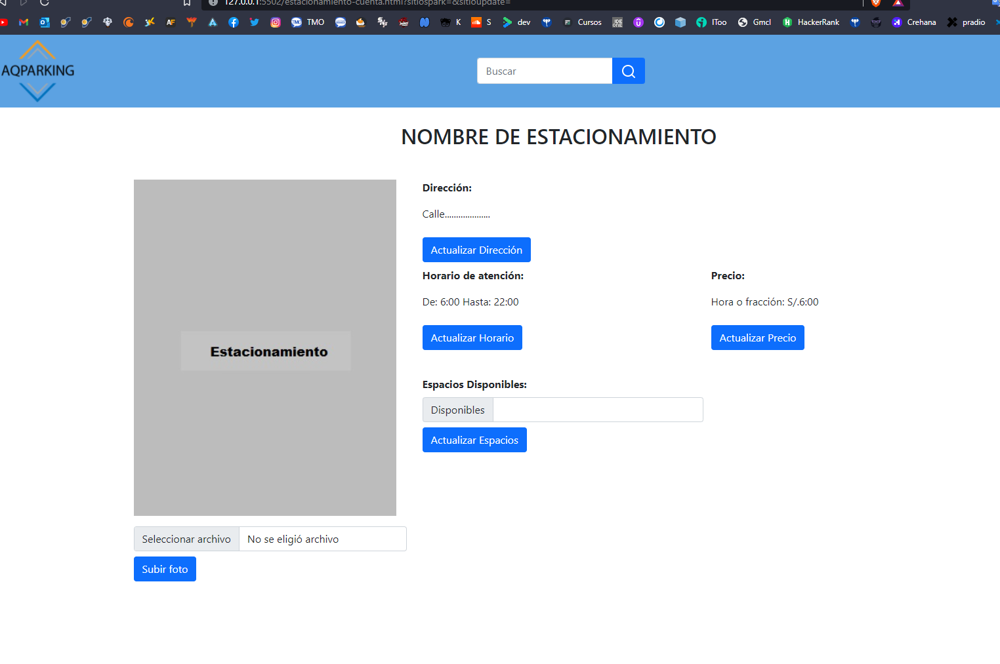 127.0.0.1:5502/estacionamiento-cuenta.html?sitiospark=&sitioupdate=
TMO K S dev Cursos IDE ONE IToo Gmcl HackerRank Crehana pradio
AQPARKING
Buscar
NOMBRE DE ESTACIONAMIENTO
Dirección:
Calle....................
Actualizar Dirección
Horario de atención:
Precio:
De: 6:00 Hasta: 22:00
Hora o fracción: S/.6:00
Actualizar Horario
Actualizar Precio
Estacionamiento
Espacios Disponibles:
Disponibles
Actualizar Espacios
Seleccionar archivo No se eligió archivo
Subir foto